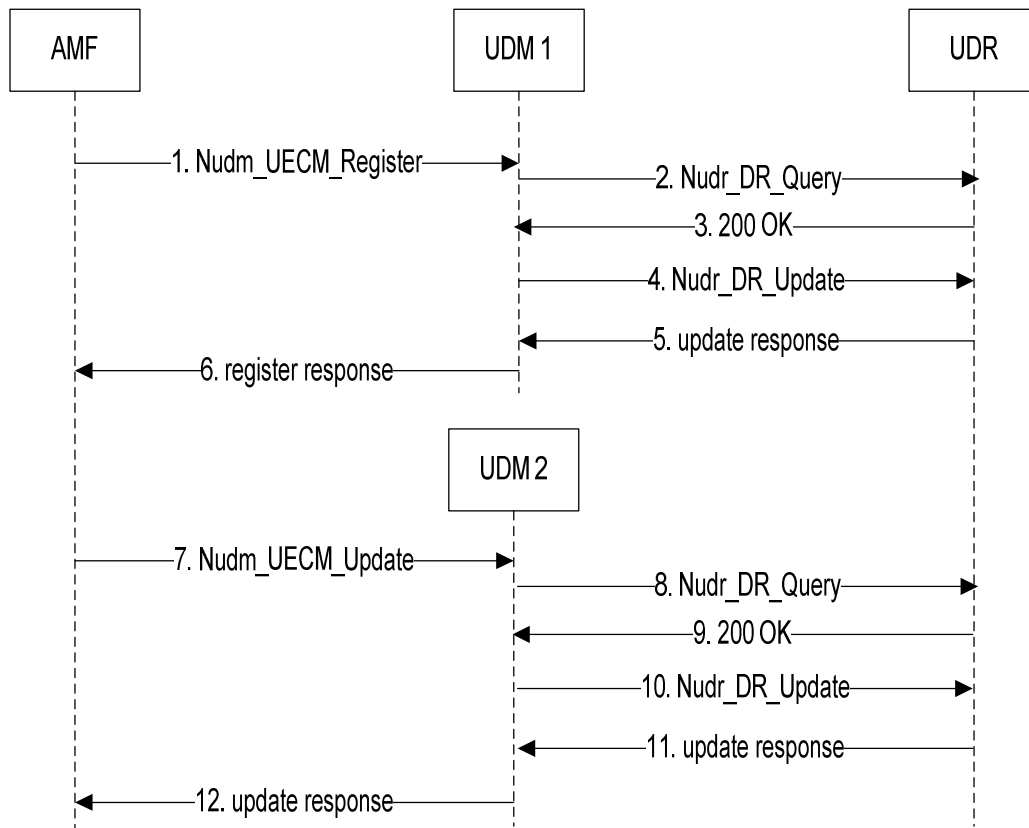 AMF
UDM 1
UDR
1. Nudm_UECM_Register
2. Nudr_DR_Query
3. 200 OK
4. Nudr_DR_Update
5. update response
6. register response
UDM 2
7. Nudm_UECM_Update
8. Nudr_DR_Query
9. 200 OK
10. Nudr_DR_Update
11. update response
12. update response